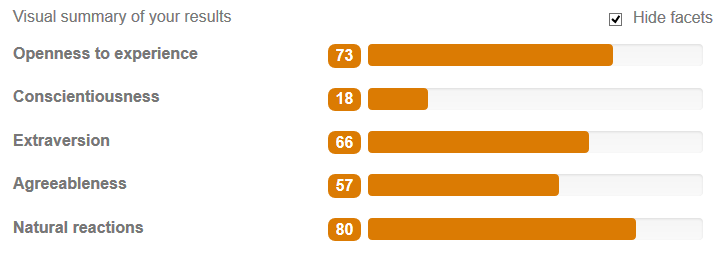 Visual summary of your results Hide facets
Openness to experience 73
Conscientiousness 18
Extraversion 66
Agreeableness 57
Natural reactions 80